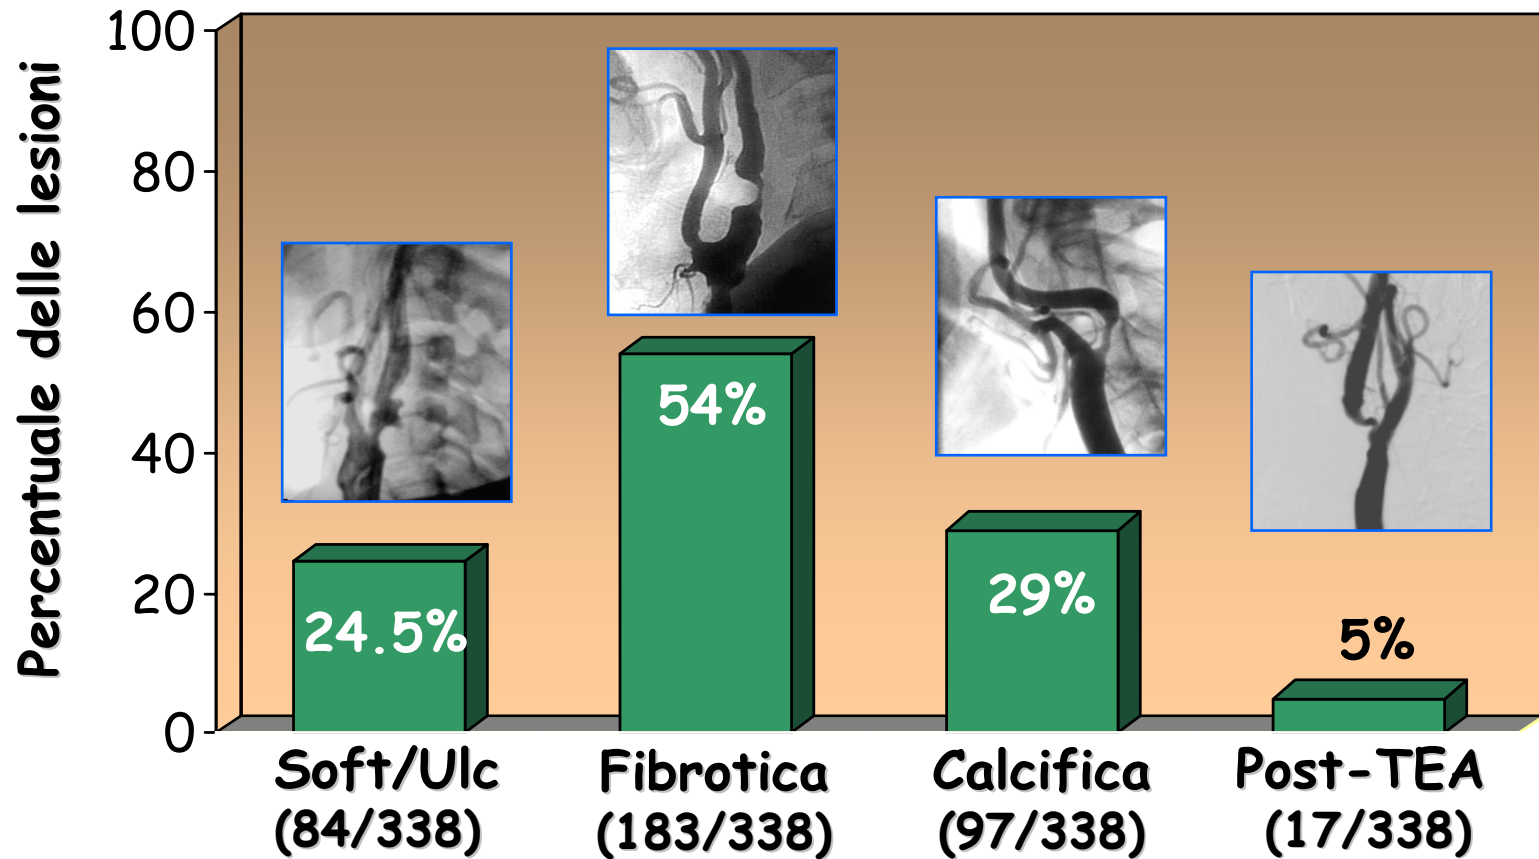 Percentuale delle lesioni
100
80
60
40
20
0
24.5%
54%
29%
5%
Soft/Ulc
(84/338)
Fibrotica
(183/338)
Calcifica
(97/338)
Post-TEA
(17/338)